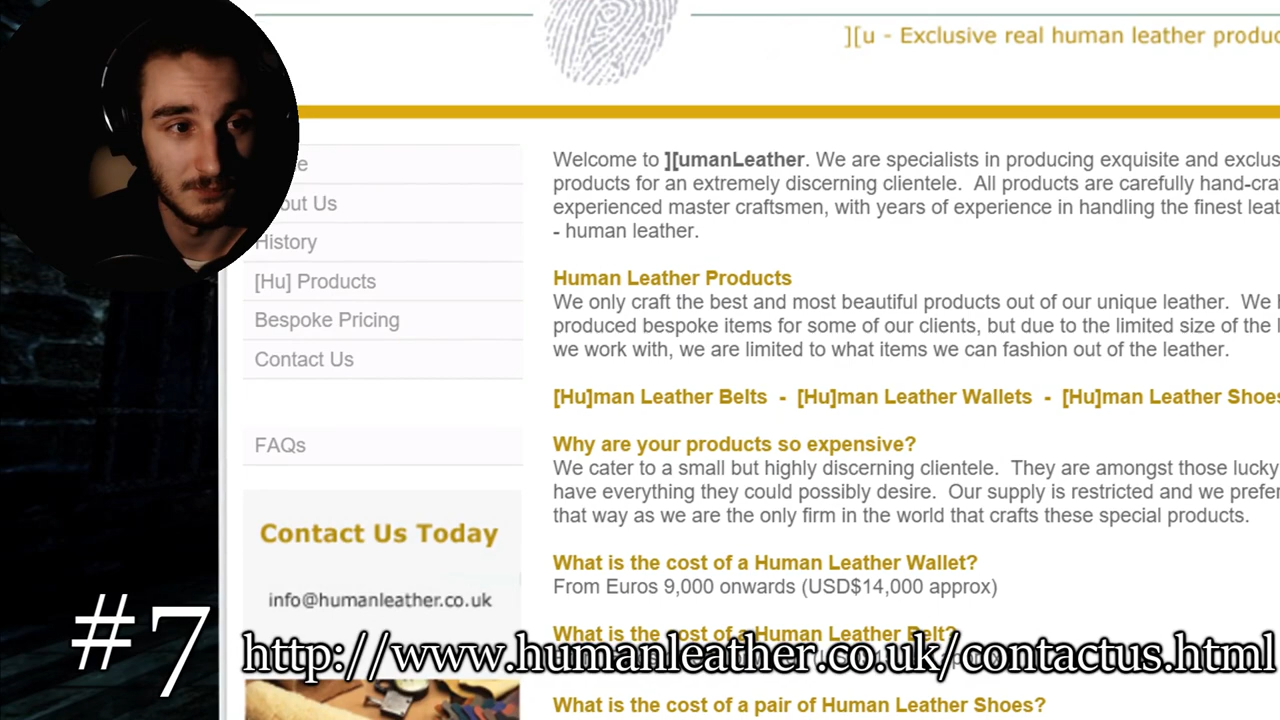 ][u - Exclusive real human leather
Welcome to ][umanLeather. We are specialists in producing exquisite and
products for an extremely discerning clientele. All products are carefully
experienced master craftsmen, with years of experience in handling the finest
- human leather.
About Us
History
[Hu] Products
Bespoke Pricing
Contact Us
FAQs
Human Leather Products
We only craft the best and most beautiful products out of our unique leather. We
produced bespoke items for some of our clients, but due to the limited size of the
we work with, we are limited to what items we can fashion out of the leather.
[Hu]man Leather Belts - [Hu]man Leather Wallets - [Hu]man Leather Shoes
Why are your products so expensive?
We cater to a small but highly discerning clientele. They are amongst those lucky
have everything they could possibly desire. Our supply is restricted and we
that way as we are the only firm in the world that crafts these special products.
What is the cost of a Human Leather Wallet?
From Euros 9,000 onwards (USD$14,000 approx)
What is the cost of a Human Leather Belt?
What is the cost of a pair of Human Leather Shoes?
Contact Us Today
info@humanleather.co.uk
#7
http://www.humanleather.co.uk/contactus.html